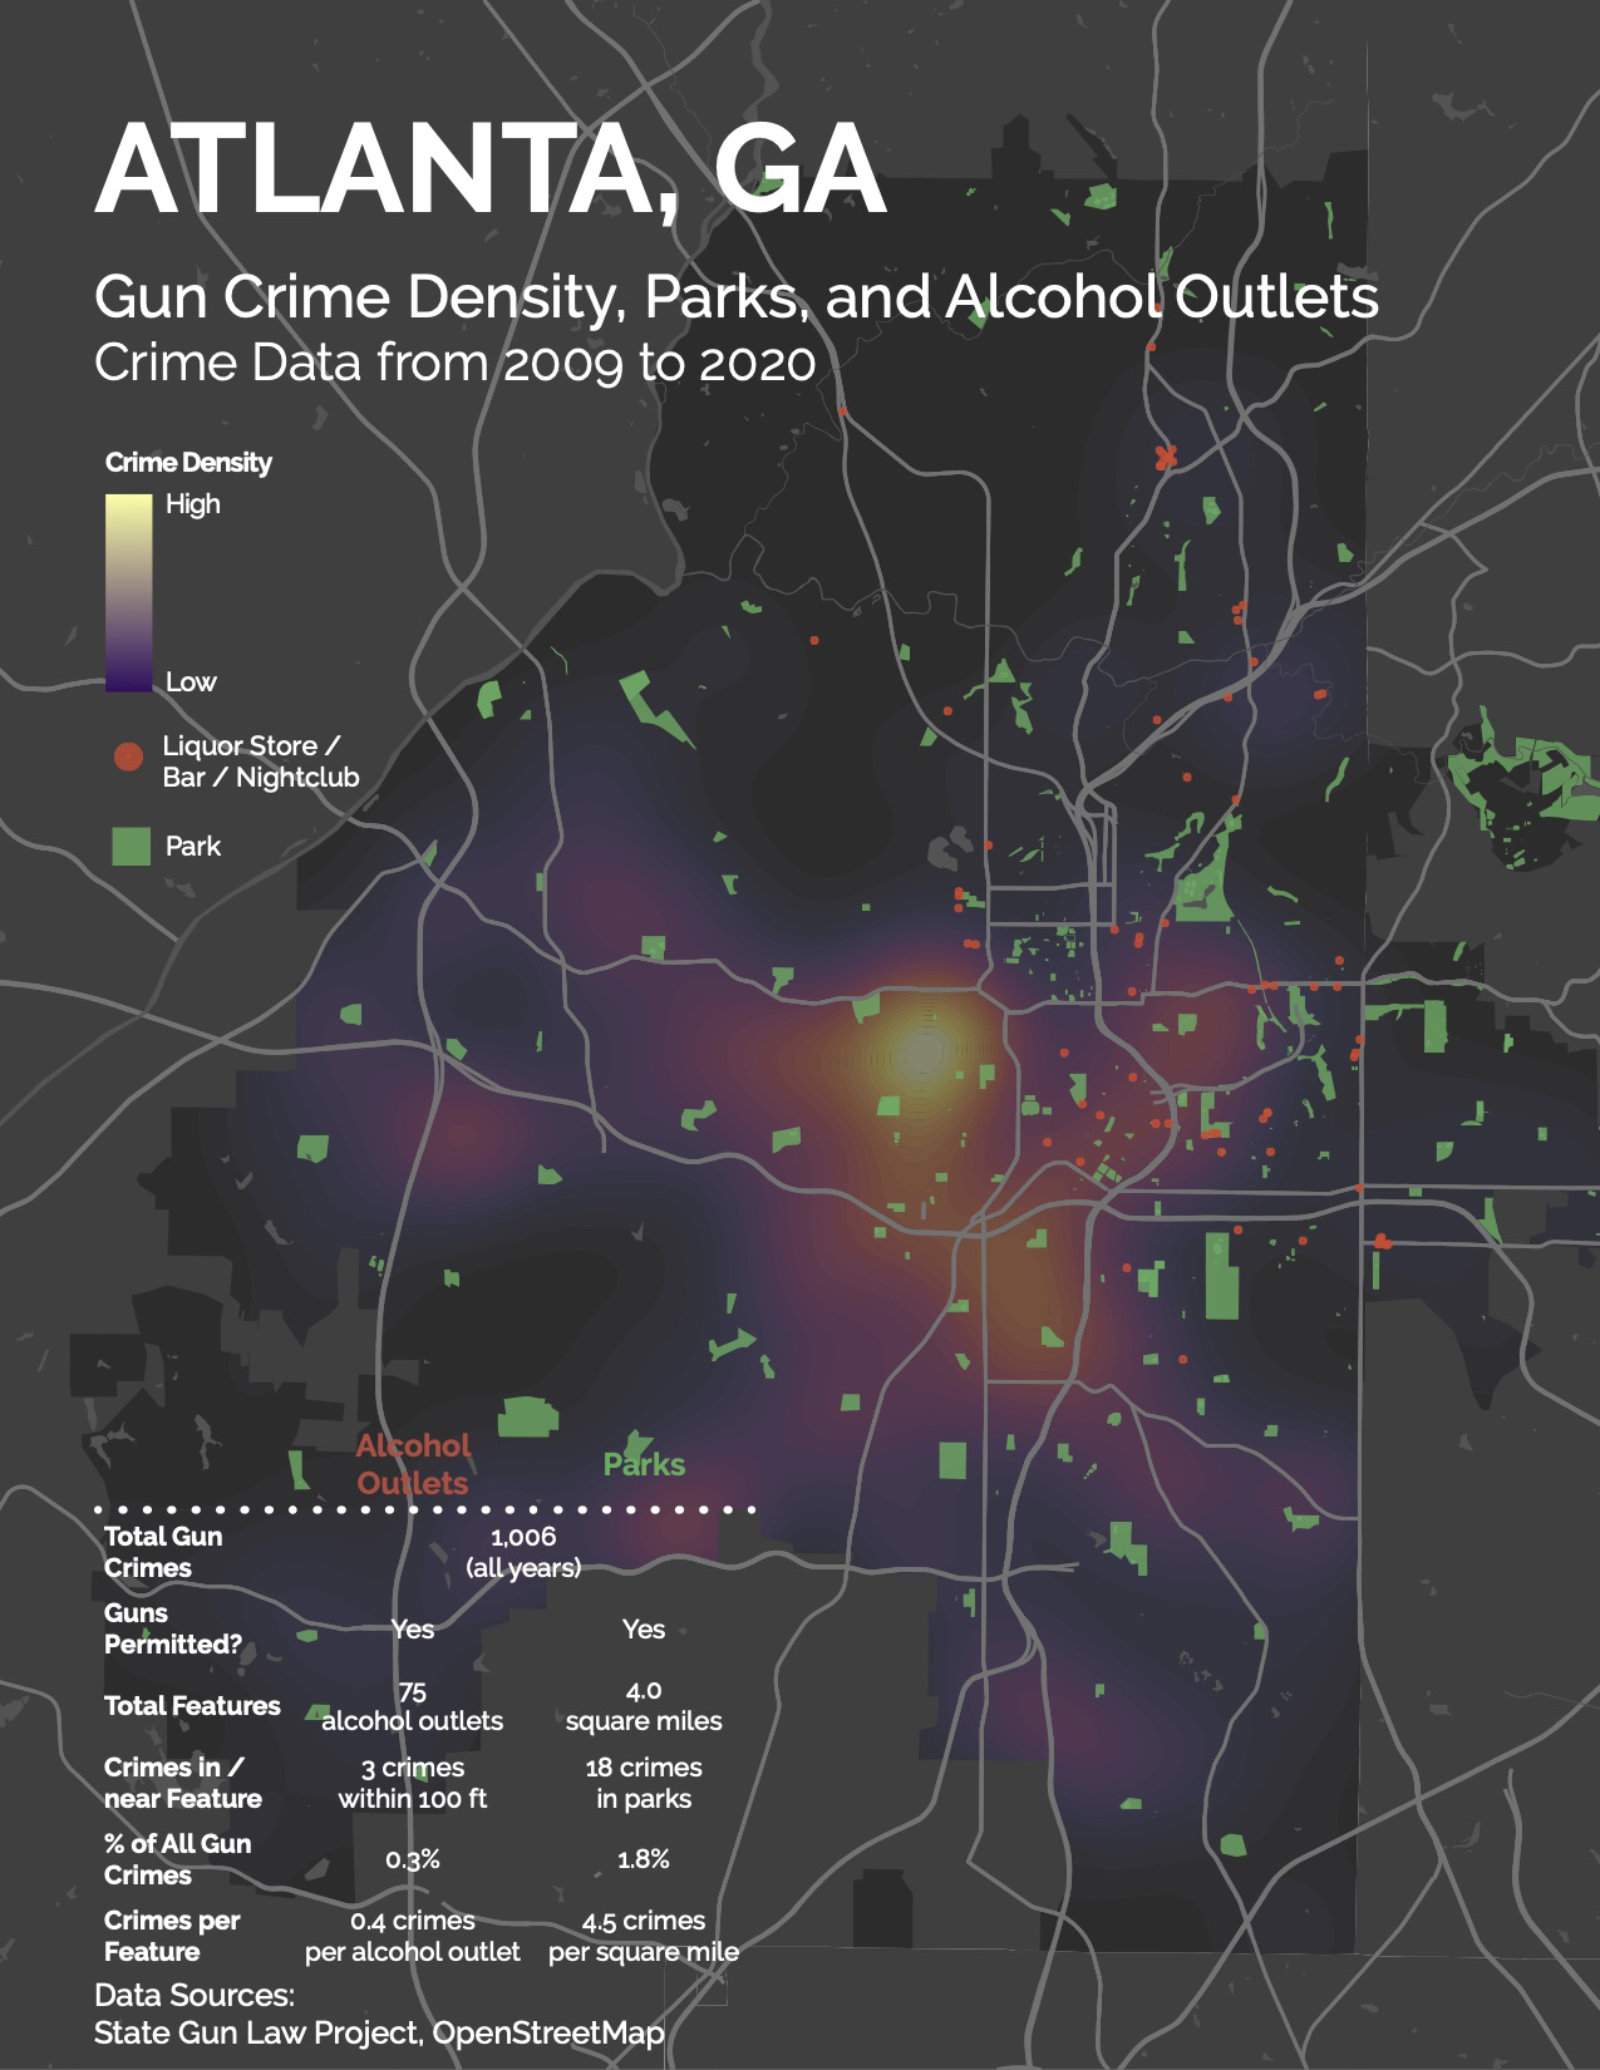 ATLANTA, GA
Gun Crime Density, Parks, and Alcohol Outlets
Crime Data from 2009 to 2020
Crime Density
High
Low
Liquor Store /
Bar / Nightclub
Park
Alcohol
Outlets
Parks
Total Gun
Crimes
1,006
(all years)
Guns
Permitted?
Yes
Yes
Total Features
75
alcohol outlets
4.0
square miles
Crimes in /
near Feature
3 crimes
within 100 ft
18 crimes
in parks
% of All Gun
Crimes
0.3%
1.8%
Crimes per
Feature
0.4 crimes
per alcohol outlet
4.5 crimes
per square mile
Data Sources:
State Gun Law Project, OpenStreetMap